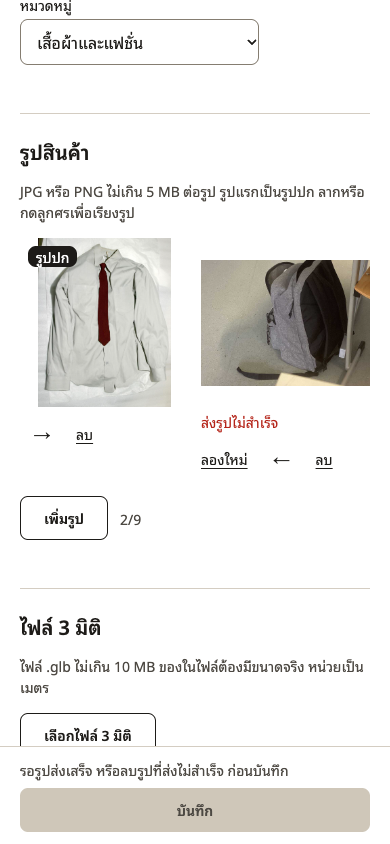 หมวดหมู่
เสื้อผ้าและแฟชั่น
รูปสินค้า
JPG หรือ PNG ไม่เกิน 5 MB ต่อรูป รูปแรกเป็นรูปปก ลากหรือ
กดลูกศรเพื่อเรียงรูป
รูปปก
→ ลบ
ส่งรูปไม่สำเร็จ
ลองใหม่ ← ลบ
เพิ่มรูป 2/9
ไฟล์ 3 มิติ
ไฟล์ .glb ไม่เกิน 10 MB ของในไฟล์ต้องมีขนาดจริง หน่วยเป็น
เมตร
เลือกไฟล์ 3 มิติ
รอรูปส่งเสร็จ หรือลบรูปที่ส่งไม่สำเร็จ ก่อนบันทึก
บันทึก